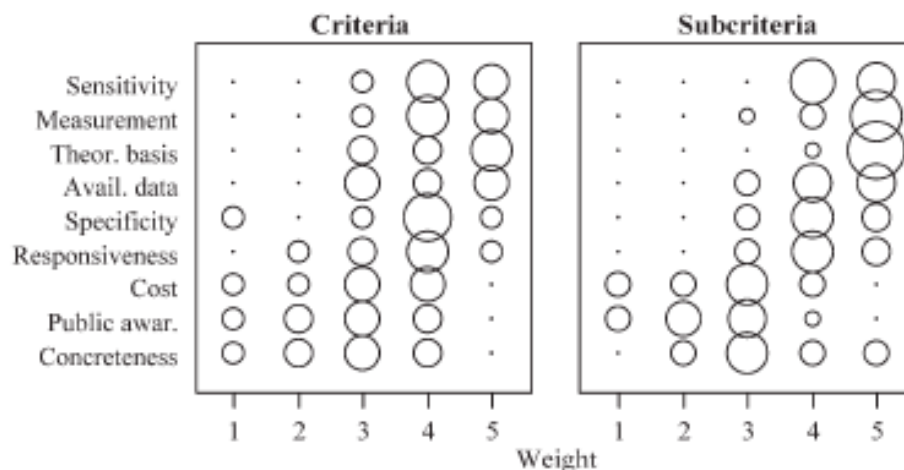 Criteria
Subcriteria
Sensitivity
Measurement
Theor. basis
Avail. data
Specificity
Responsiveness
Cost
Public awar.
Concreteness
1 2 3 4 5
1 2 3 4 5
Weight